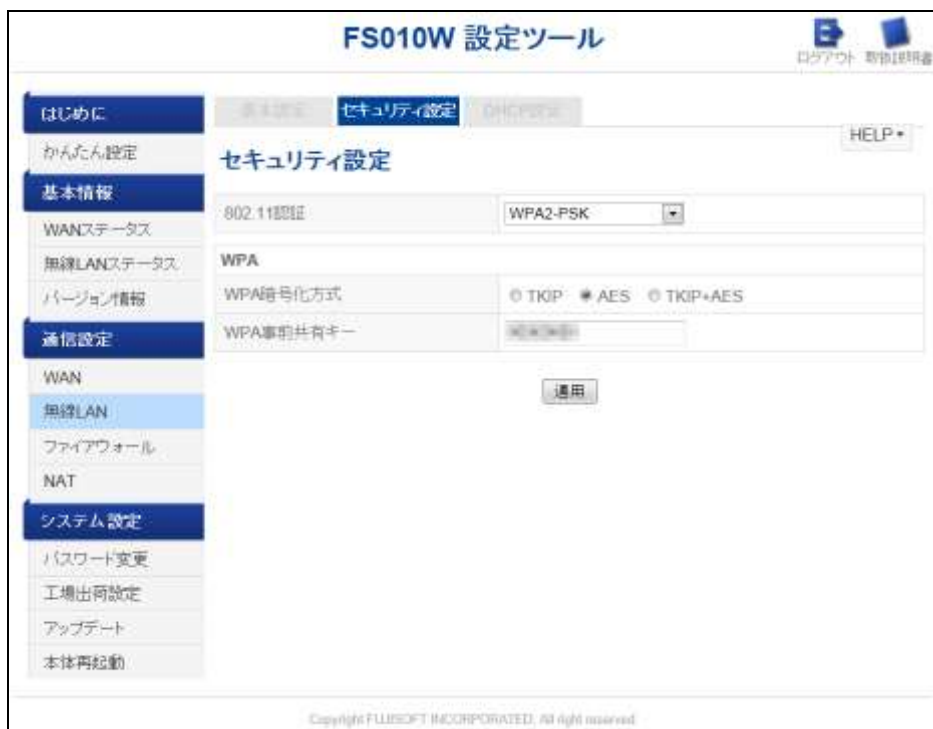 FS010W 設定ツール
ログアウト 取扱説明書
はじめに
かんたん設定
基本情報
WANステータス
無線LANステータス
バージョン情報
通信設定
WAN
無線LAN
ファイアウォール
NAT
システム設定
パスワード変更
工場出荷設定
アップデート
本体再起動
基本設定 セキュリティ設定 DHCP設定
HELP
セキュリティ設定
802.11認証 WPA2-PSK
WPA
WPA暗号化方式 TKIP AES TKIP+AES
WPA事前共有キー
適用
Copyright FUJISOFT INCORPORATED. All right reserved